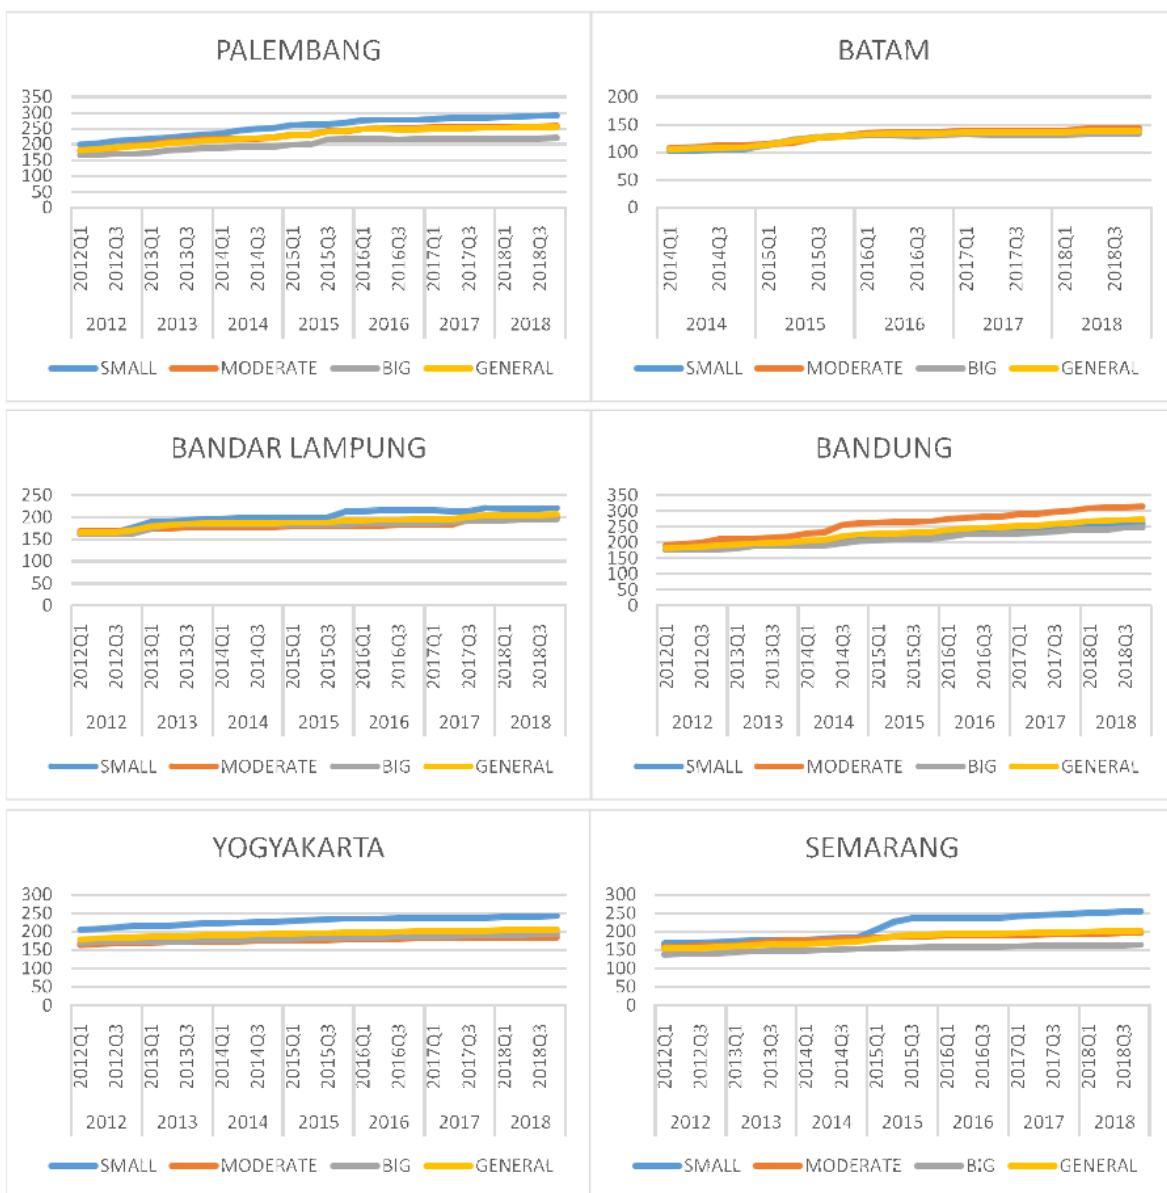 PALEMBANG
350
300
250
200
150
100
50
0
2012Q1 2012Q3 2013Q1 2013Q3 2014Q1 2014Q3 2015Q1 2015Q3 2016Q1 2016Q3 2017Q1 2017Q3 2018Q1 2018Q3
2012 2013 2014 2015 2016 2017 2018
SMALL MODERATE BIG GENERAL
BATAM
200
150
100
50
0
2014Q1 2014Q3 2015Q1 2015Q3 2016Q1 2016Q3 2017Q1 2017Q3 2018Q1 2018Q3
2014 2015 2016 2017 2018
SMALL MODERATE BIG GENERAL
BANDAR LAMPUNG
250
200
150
100
50
0
2012Q1 2012Q3 2013Q1 2013Q3 2014Q1 2014Q3 2015Q1 2015Q3 2016Q1 2016Q3 2017Q1 2017Q3 2018Q1 2018Q3
2012 2013 2014 2015 2016 2017 2018
SMALL MODERATE BIG GENERAL
BANDUNG
350
300
250
200
150
100
50
0
2012Q1 2012Q3 2013Q1 2013Q3 2014Q1 2014Q3 2015Q1 2015Q3 2016Q1 2016Q3 2017Q1 2017Q3 2018Q1 2018Q3
2012 2013 2014 2015 2016 2017 2018
SMALL MODERATE BIG GENERAL
YOGYAKARTA
300
250
200
150
100
50
0
2012Q1 2012Q3 2013Q1 2013Q3 2014Q1 2014Q3 2015Q1 2015Q3 2016Q1 2016Q3 2017Q1 2017Q3 2018Q1 2018Q3
2012 2013 2014 2015 2016 2017 2018
SMALL MODERATE BIG GENERAL
SEMARANG
300
250
200
150
100
50
0
2012Q1 2012Q3 2013Q1 2013Q3 2014Q1 2014Q3 2015Q1 2015Q3 2016Q1 2016Q3 2017Q1 2017Q3 2018Q1 2018Q3
2012 2013 2014 2015 2016 2017 2018
SMALL MODERATE BIG GENERAL